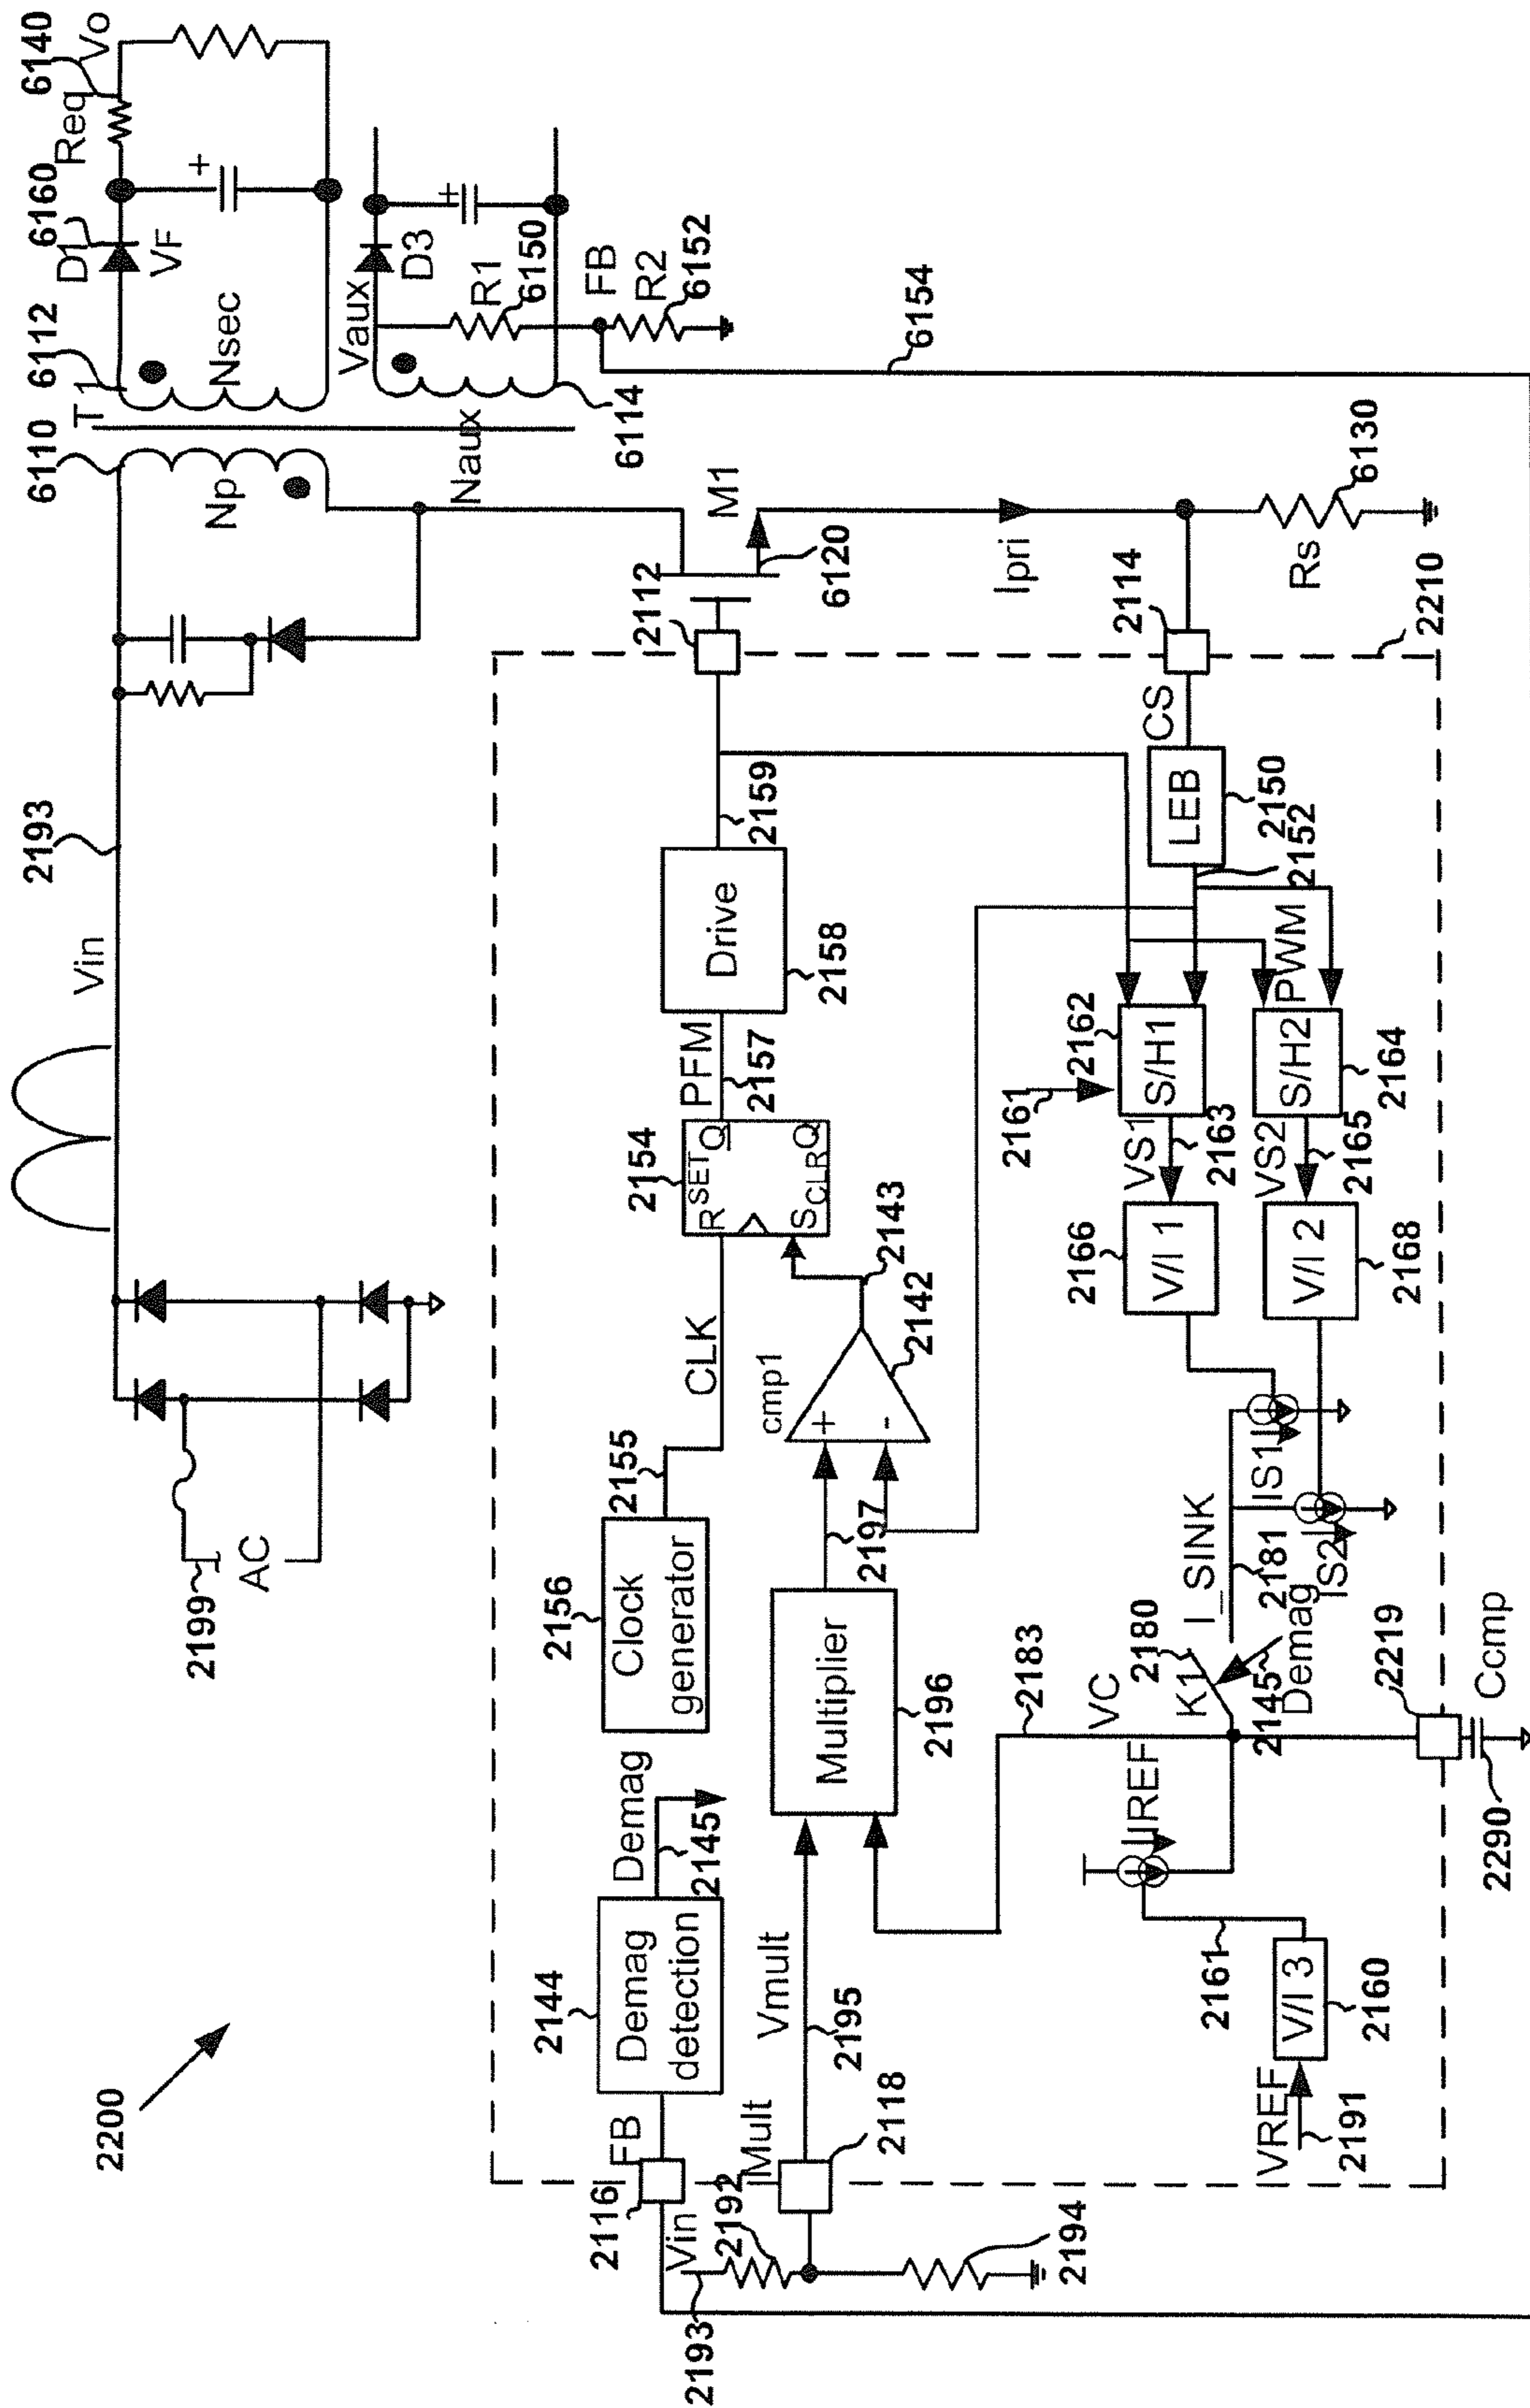 2200
2199
AC
Vin
2193
6110
Np
T1
6112
Nsec
D1
6160
VF
Req
6140
Vo
Vaux
D3
R1
6150
FB
R2
6152
Naux
6114
6154
M1
6120
Ipri
Rs
6130
2210
2112
2114
CS
LEB
2150
2152
2116
FB
2144
Demag
detection
Demag
2145
2156
Clock
generator
2155
CLK
2154
R SET Q
S CLR Q
PFM
2157
Drive
2158
2159
Vin
2193
2192
Mult
2118
2194
Vmult
2195
Multiplier
2196
2197
cmp1
+
-
2142
2143
2183
VC
2161
2162
S/H1
PWM
S/H2
2164
VS1
2163
VS2
2165
2166
V/I 1
V/I 2
2168
IS1
IS2
I_SINK
2181
2180
K1
2145
Demag
IREF
2161
V/I 3
2160
VREF
2191
2219
Ccmp
2290